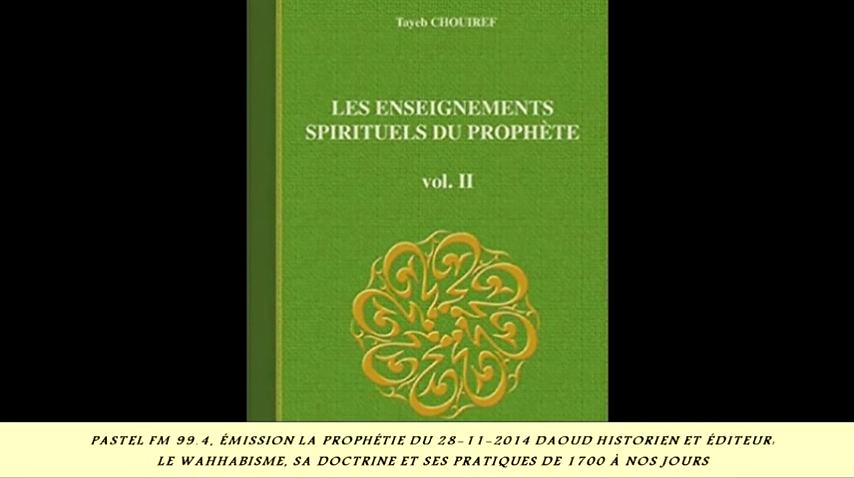 Tayeb CHOUIREF
LES ENSEIGNEMENTS
SPIRITUELS DU PROPHÈTE
vol. II
PASTEL FM 99.4, ÉMISSION LA PROPHÉTIE DU 28-11-2014 DAOUD HISTORIEN ET ÉDITEUR:
LE WAHHABISME, SA DOCTRINE ET SES PRATIQUES DE 1700 À NOS JOURS